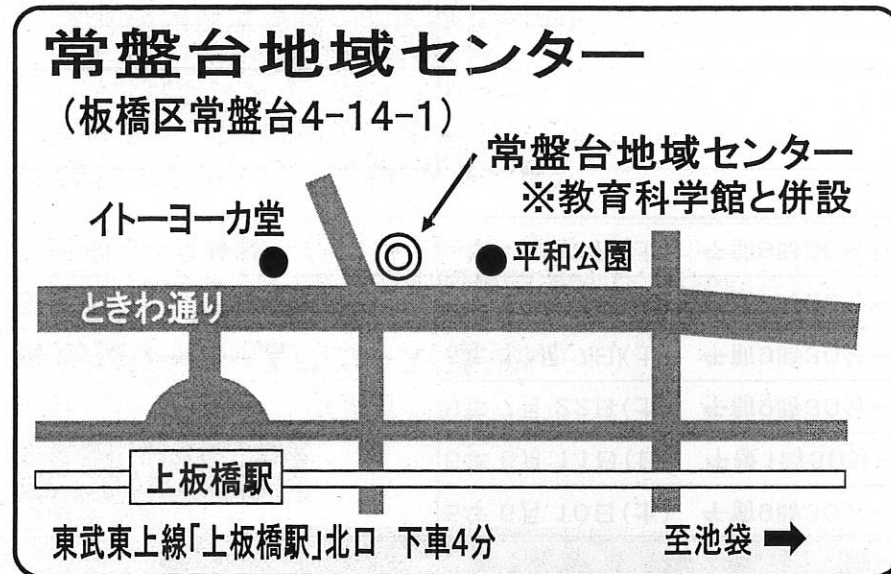 常盤台地域センター
（板橋区常盤台4-14-1）
常盤台地域センター
※教育科学館と併設
イトーヨーカ堂
平和公園
ときわ通り
上板橋駅
東武東上線「上板橋駅」北口 下車4分
至池袋 ➡